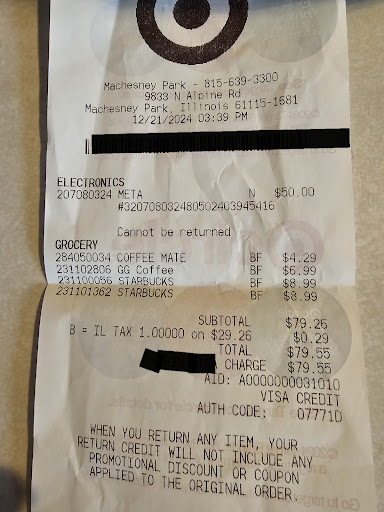 Machesney Park - 815-639-3300
9833 N Alpine Rd
Machesney Park, Illinois 61115-1681
12/21/2024 03:39 PM
ELECTRONICS
207080324 META N $50.00
#320708032480502403945416
Cannot be returned
GROCERY
284050034 COFFEE MATE BF $4.29
231102806 GG Coffee BF $6.99
231100056 STARBUCKS BF $8.99
231101362 STARBUCKS BF $8.99
SUBTOTAL $79.26
B = IL TAX 1.00000 on $29.26 $0.29
TOTAL $79.55
CHARGE $79.55
AID: A0000000031010
VISA CREDIT
AUTH CODE: 07771D
WHEN YOU RETURN ANY ITEM, YOUR
RETURN CREDIT WILL NOT INCLUDE ANY
PROMOTIONAL DISCOUNT OR COUPON
APPLIED TO THE ORIGINAL ORDER.